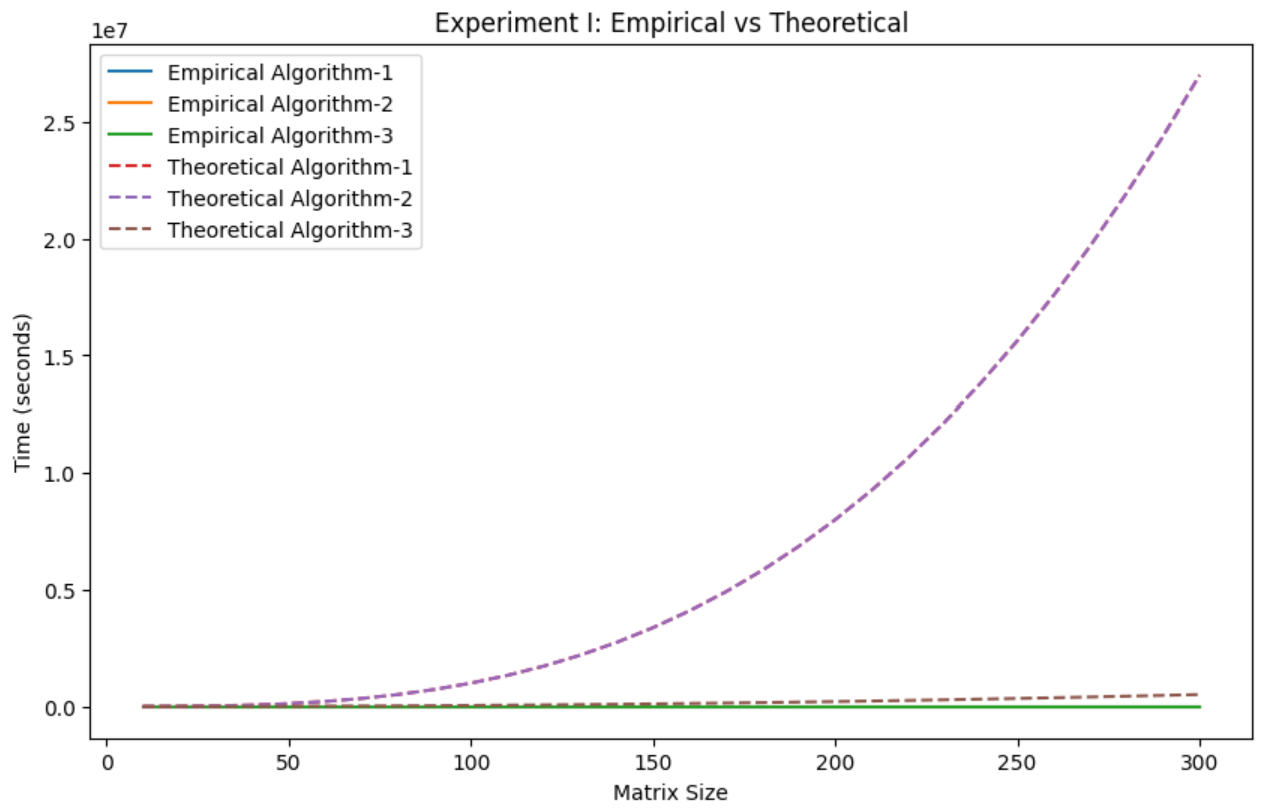 Experiment I: Empirical vs Theoretical
1e7
Empirical Algorithm-1
Empirical Algorithm-2
Empirical Algorithm-3
Theoretical Algorithm-1
Theoretical Algorithm-2
Theoretical Algorithm-3
2.5
2.0
1.5
1.0
0.5
0.0
Time (seconds)
0 50 100 150 200 250 300
Matrix Size